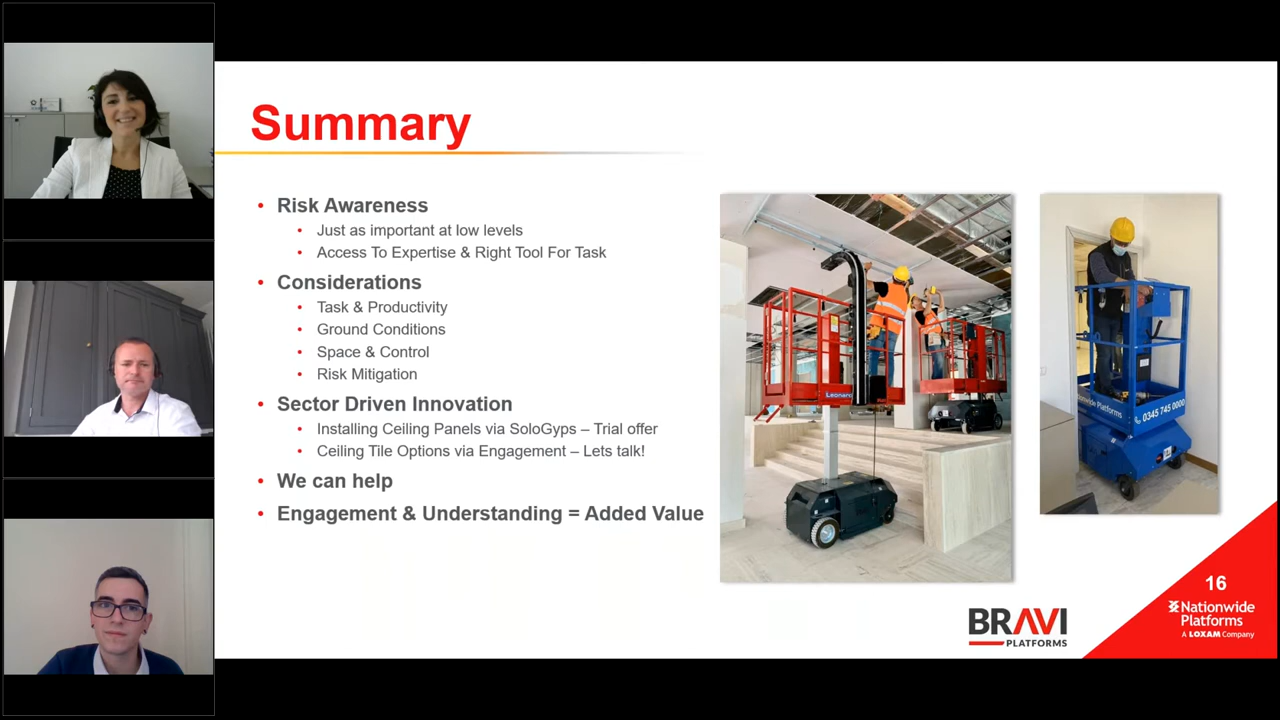 Summary
Risk Awareness
Just as important at low levels
Access To Expertise & Right Tool For Task
Considerations
Task & Productivity
Ground Conditions
Space & Control
Risk Mitigation
Sector Driven Innovation
Installing Ceiling Panels via SoloGyps – Trial offer
Ceiling Tile Options via Engagement – Lets talk!
We can help
Engagement & Understanding = Added Value
Leonard
Nationwide Platforms
0345 745 0000
BRAVI
PLATFORMS
16
Nationwide
Platforms
A LOXAM Company